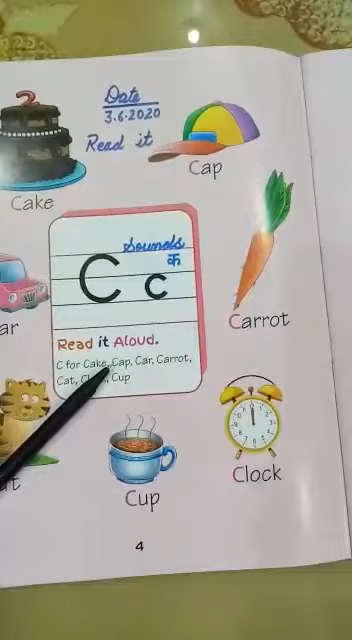 Date
3.6.2020
Read it
Cake
Cap
Sounds
क
C c
Carrot
ar
Read it Aloud.
C for Cake, Cap, Car, Carrot,
Cat, Cup
Clock
Cup
4